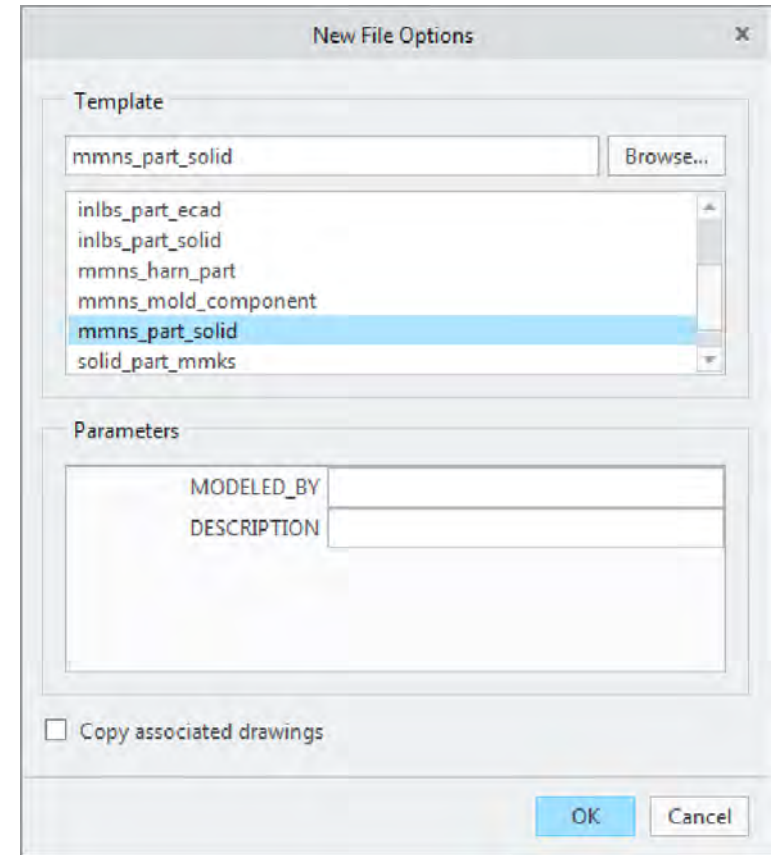 New File Options
Template
mmns_part_solid
Browse...
inlbs_part_ecad
inlbs_part_solid
mmns_harn_part
mmns_mold_component
mmns_part_solid
solid_part_mmks
Parameters
MODELED_BY
DESCRIPTION
Copy associated drawings
OK Cancel